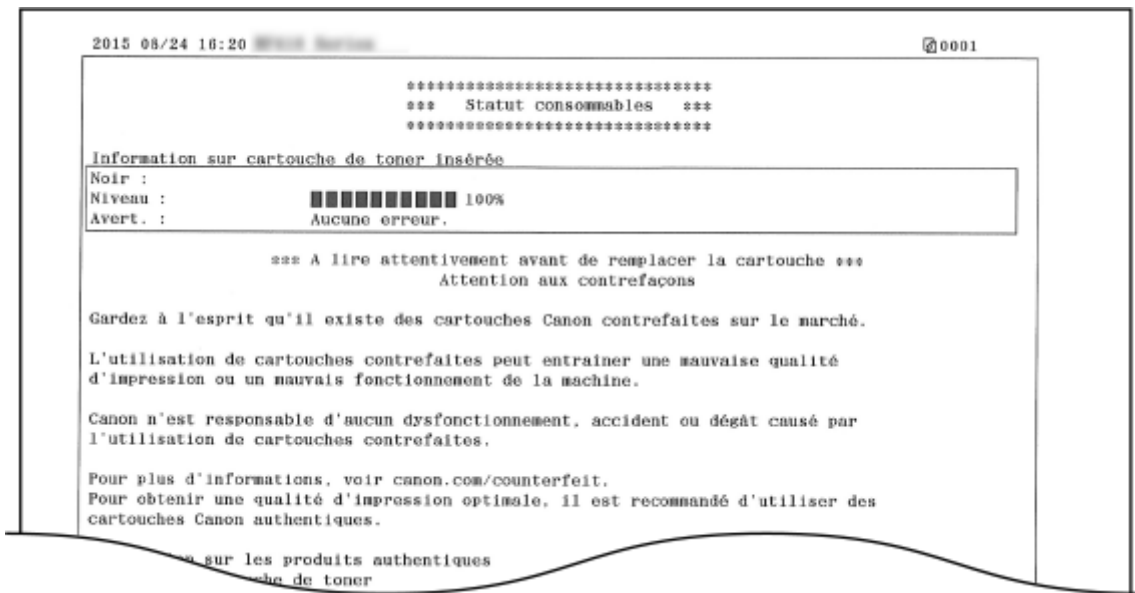 2015 08/24 16:20 0001
******************************
*** Statut consommables ***
******************************
Information sur cartouche de toner insérée
Noir :
Niveau : 100%
Avert. : Aucune erreur.
*** A lire attentivement avant de remplacer la cartouche ***
Attention aux contrefaçons
Gardez à l'esprit qu'il existe des cartouches Canon contrefaites sur le marché.
L'utilisation de cartouches contrefaites peut entraîner une mauvaise qualité
d'impression ou un mauvais fonctionnement de la machine.
Canon n'est responsable d'aucun dysfonctionnement, accident ou dégât causé par
l'utilisation de cartouches contrefaites.
Pour plus d'informations, voir canon.com/counterfeit.
Pour obtenir une qualité d'impression optimale, il est recommandé d'utiliser des
cartouches Canon authentiques.
sur les produits authentiques
de toner